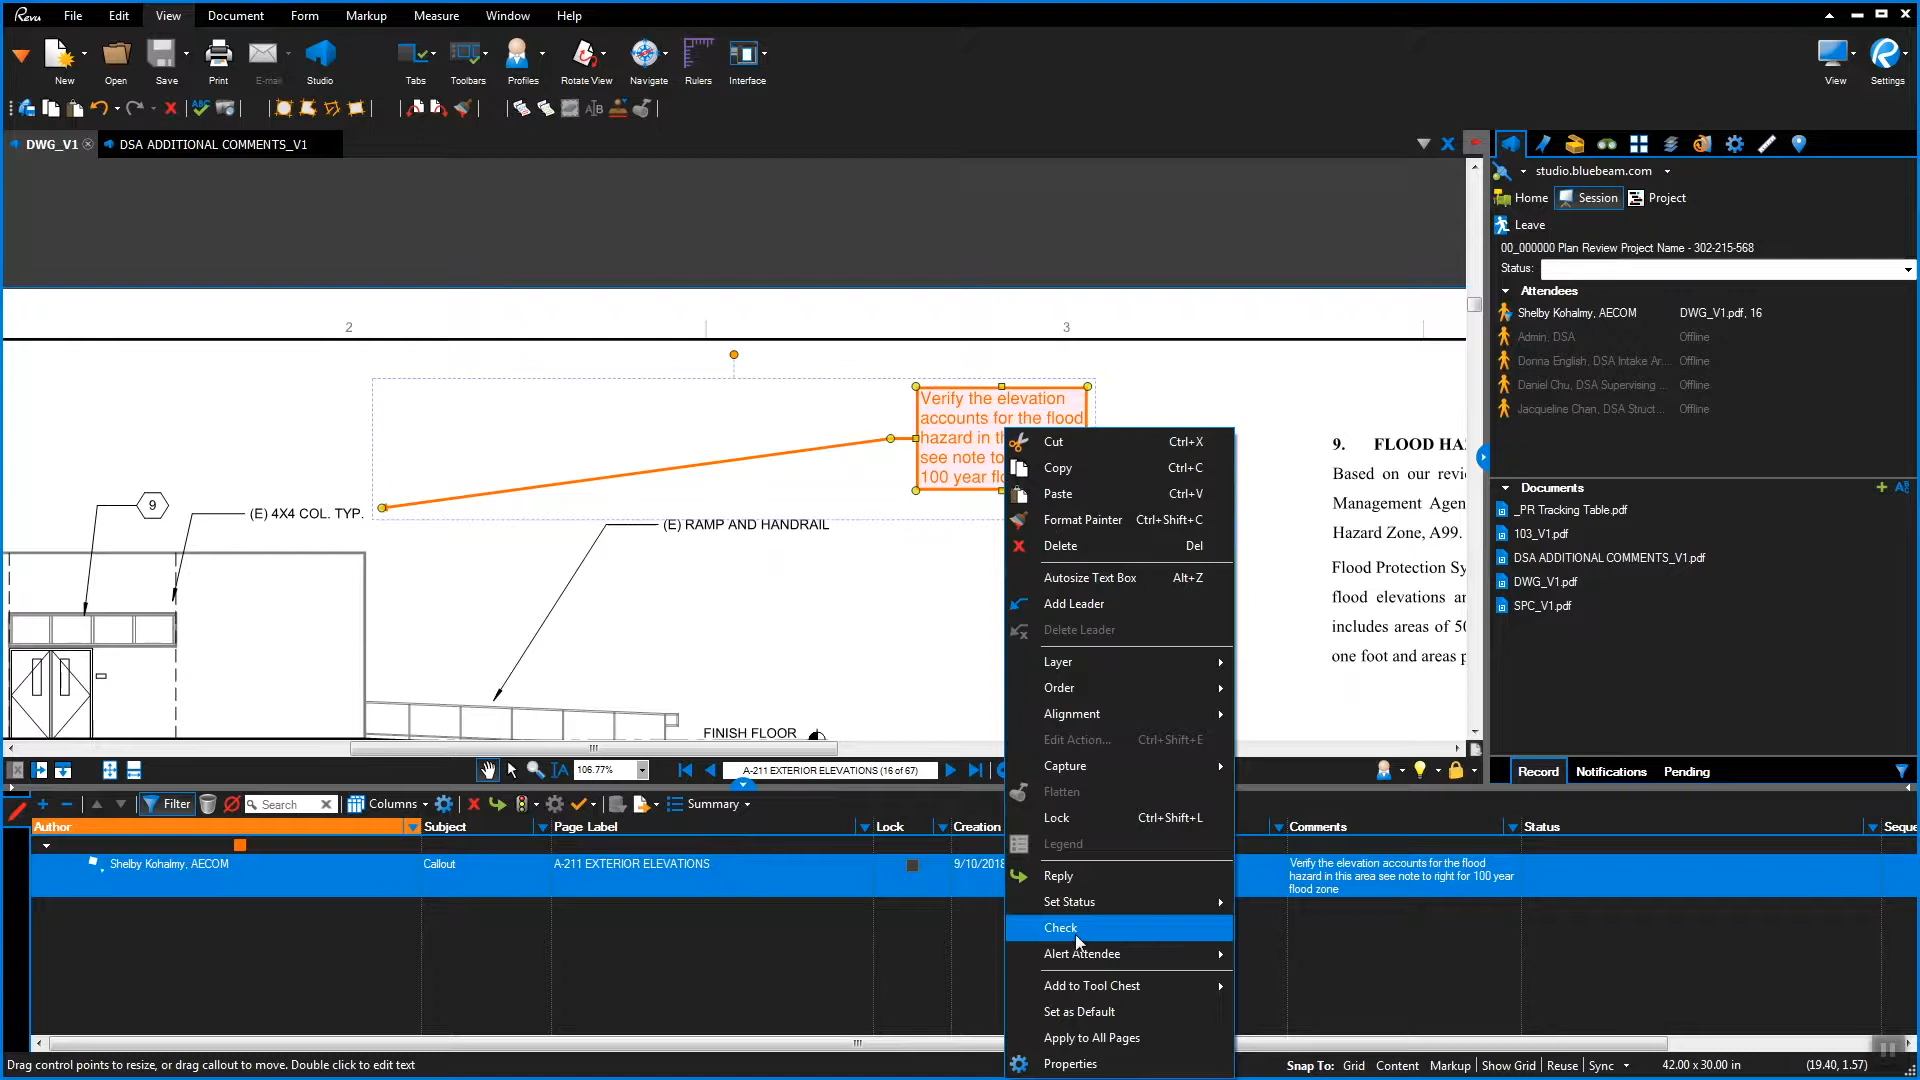 Revu File Edit View Document Form Markup Measure Window Help
New Open Save Print E-mail Studio Tabs Toolbars Profiles Rotate View Navigate Rulers Interface View Settings
DWG_V1 DSA ADDITIONAL COMMENTS_V1
studio.bluebeam.com
Home Session Project
Leave
00_000000 Plan Review Project Name - 302-215-568
Status:
Attendees
Shelby Kohalmy, AECOM DWG_V1.pdf, 16
Admin, DSA Offline
Donna English, DSA Intake Ar... Offline
Daniel Chu, DSA Supervising ... Offline
Jacqueline Chan, DSA Struct... Offline
Documents
_PR Tracking Table.pdf
103_V1.pdf
DSA ADDITIONAL COMMENTS_V1.pdf
DWG_V1.pdf
SPC_V1.pdf
Record Notifications Pending
2 3
Verify the elevation
accounts for the flood
hazard in th
see note to
100 year flo
9
(E) 4X4 COL. TYP.
(E) RAMP AND HANDRAIL
FINISH FLOOR
9. FLOOD HA
Based on our revi
Management Agen
Hazard Zone, A99.
Flood Protection Sy
flood elevations an
includes areas of 50
one foot and areas p
Cut Ctrl+X
Copy Ctrl+C
Paste Ctrl+V
Format Painter Ctrl+Shift+C
Delete Del
Autosize Text Box Alt+Z
Add Leader
Delete Leader
Layer
Order
Alignment
Edit Action... Ctrl+Shift+E
Capture
Flatten
Lock Ctrl+Shift+L
Legend
Reply
Set Status
Check
Alert Attendee
Add to Tool Chest
Set as Default
Apply to All Pages
Properties
106.77% A-211 EXTERIOR ELEVATIONS (16 of 67)
Filter Search Columns Summary
Author Subject Page Label Lock Creation Comments Status Seque
Shelby Kohalmy, AECOM Callout A-211 EXTERIOR ELEVATIONS 9/10/2018
Verify the elevation accounts for the flood
hazard in this area see note to right for 100 year
flood zone
Drag control points to resize, or drag callout to move. Double click to edit text
Snap To: Grid Content Markup Show Grid Reuse Sync 42.00 x 30.00 in (19.40, 1.57)